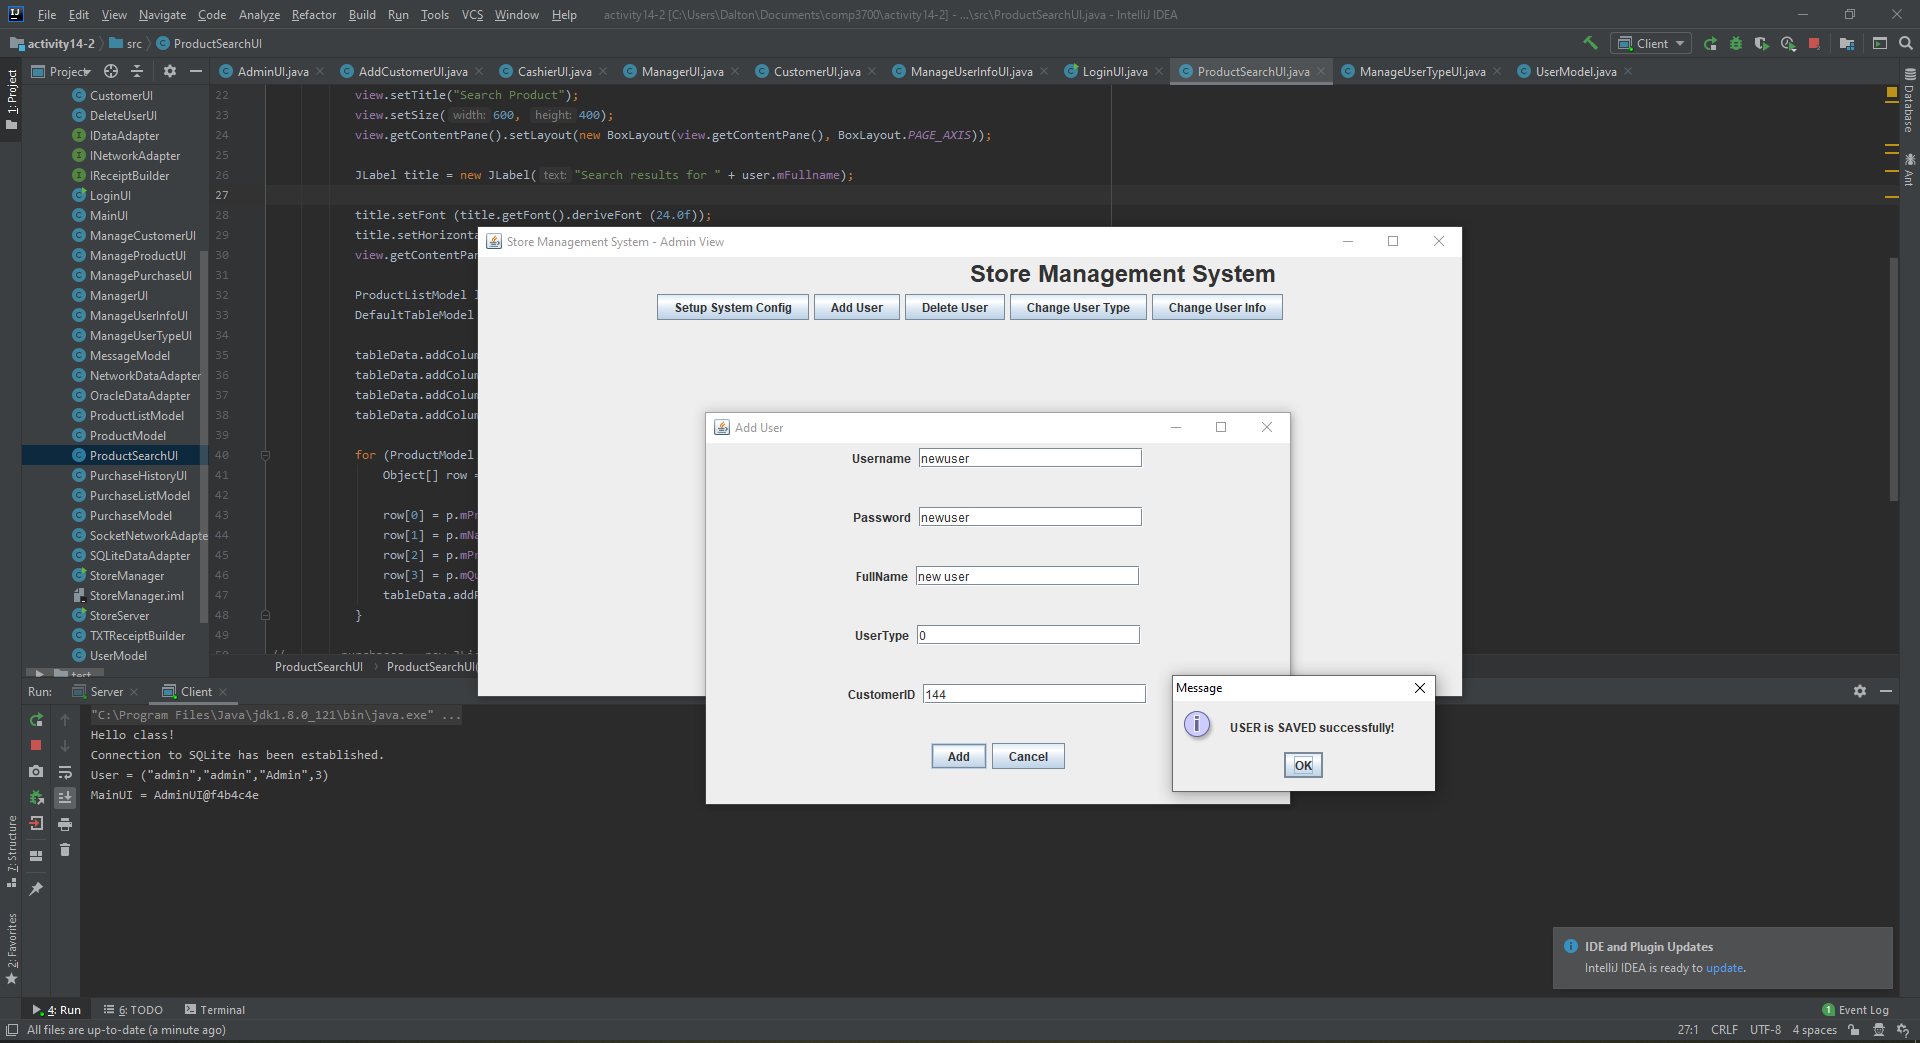 File Edit View Navigate Code Analyze Refactor Build Run Tools VCS Window Help activity14-2 [C:\Users\Dalton\Documents\comp3700\activity14-2] - ...\src\ProductSearchUI.java - IntelliJ IDEA
activity14-2 src ProductSearchUI Client
Project AdminUI.java AddCustomerUI.java CashierUI.java ManagerUI.java CustomerUI.java ManageUserInfoUI.java LoginUI.java ProductSearchUI.java ManageUserTypeUI.java UserModel.java
1: Project
Database
Ant
CustomerUI
DeleteUserUI
IDataAdapter
INetworkAdapter
IReceiptBuilder
LoginUI
MainUI
ManageCustomerUI
ManageProductUI
ManagePurchaseUI
ManagerUI
ManageUserInfoUI
ManageUserTypeUI
MessageModel
NetworkDataAdapter
OracleDataAdapter
ProductListModel
ProductModel
ProductSearchUI
PurchaseHistoryUI
PurchaseListModel
PurchaseModel
SocketNetworkAdapte
SQLiteDataAdapter
StoreManager
StoreManager.iml
StoreServer
TXTReceiptBuilder
UserModel
test
22 view.setTitle("Search Product");
23 view.setSize( width: 600, height: 400);
24 view.getContentPane().setLayout(new BoxLayout(view.getContentPane(), BoxLayout.PAGE_AXIS));
25
26 JLabel title = new JLabel( text: "Search results for " + user.mFullname);
27
28 title.setFont (title.getFont().deriveFont (24.0f));
29 title.setHorizonta
30 view.getContentPan
31
32 ProductListModel
33 DefaultTableModel
34
35 tableData.addColum
36 tableData.addColum
37 tableData.addColum
38 tableData.addColum
39
40 for (ProductModel
41 Object[] row =
42
43 row[0] = p.mPr
44 row[1] = p.mNa
45 row[2] = p.mPr
46 row[3] = p.mQu
47 tableData.addR
48 }
49
ProductSearchUI ProductSearchUI(
Store Management System - Admin View
Store Management System
Setup System Config Add User Delete User Change User Type Change User Info
Add User
Username newuser
Password newuser
FullName new user
UserType 0
CustomerID 144
Add Cancel
Message
USER is SAVED successfully!
OK
Run: Server Client
"C:\Program Files\Java\jdk1.8.0_121\bin\java.exe" ...
Hello class!
Connection to SQLite has been established.
User = ("admin","admin","Admin",3)
MainUI = AdminUI@f4b4c4e
7: Structure
2: Favorites
IDE and Plugin Updates
IntelliJ IDEA is ready to update.
4: Run 6: TODO Terminal 1 Event Log
All files are up-to-date (a minute ago) 27:1 CRLF UTF-8 4 spaces